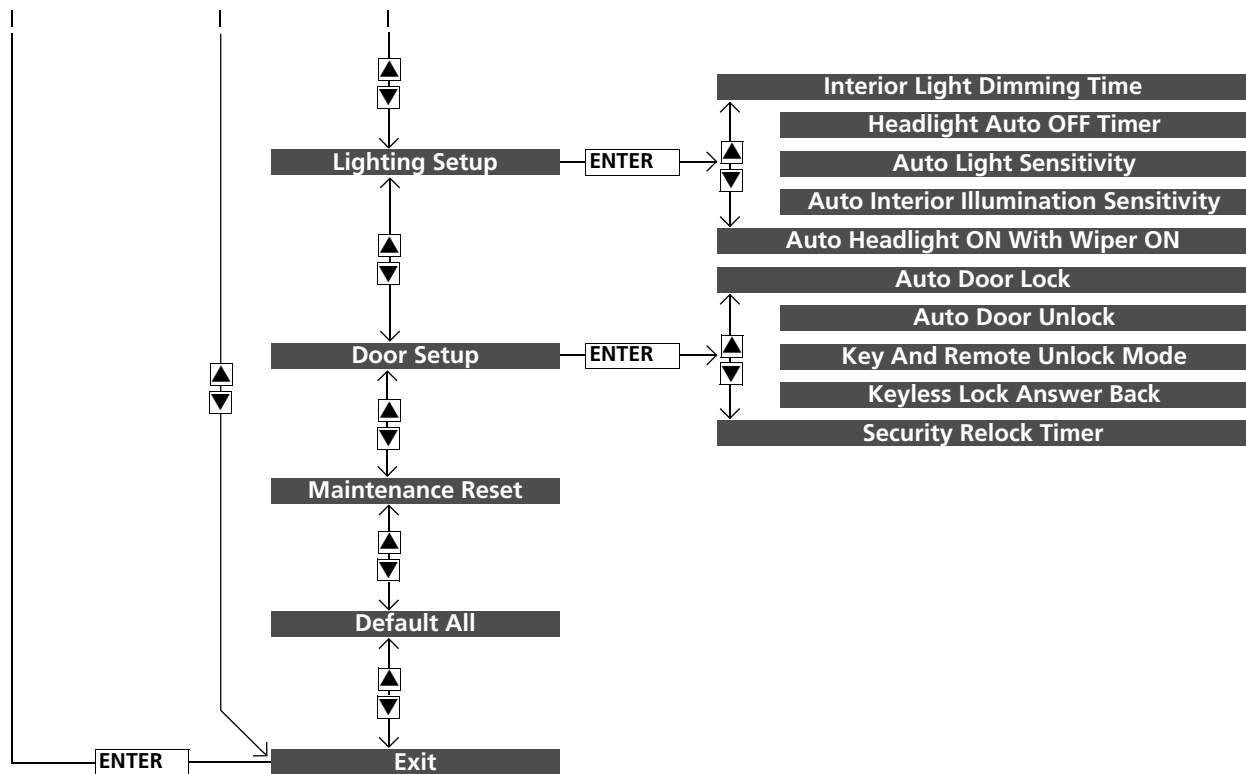 Interior Light Dimming Time
Headlight Auto OFF Timer
Lighting Setup
ENTER
Auto Light Sensitivity
Auto Interior Illumination Sensitivity
Auto Headlight ON With Wiper ON
Auto Door Lock
Auto Door Unlock
Door Setup
ENTER
Key And Remote Unlock Mode
Keyless Lock Answer Back
Security Relock Timer
Maintenance Reset
Default All
ENTER
Exit